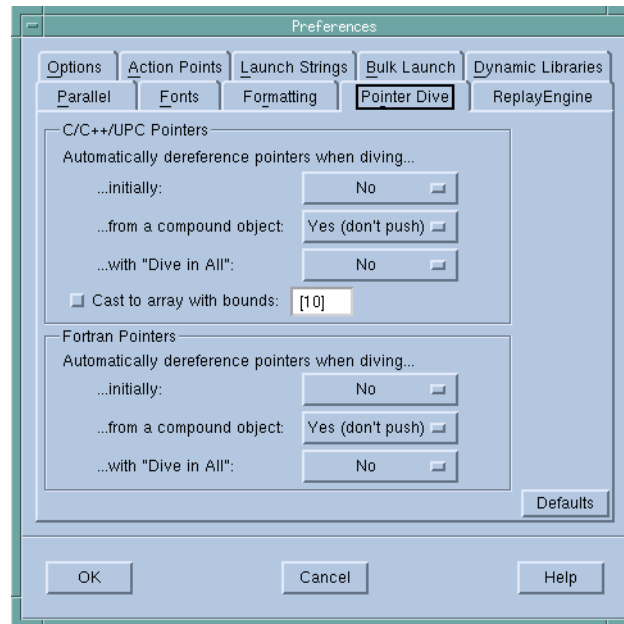 Preferences
Options Action Points Launch Strings Bulk Launch Dynamic Libraries
Parallel Fonts Formatting Pointer Dive ReplayEngine
C/C++/UPC Pointers
Automatically dereference pointers when diving...
...initially: No
...from a compound object: Yes (don't push)
...with "Dive in All": No
Cast to array with bounds: [10]
Fortran Pointers
Automatically dereference pointers when diving...
...initially: No
...from a compound object: Yes (don't push)
...with "Dive in All": No
Defaults
OK Cancel Help